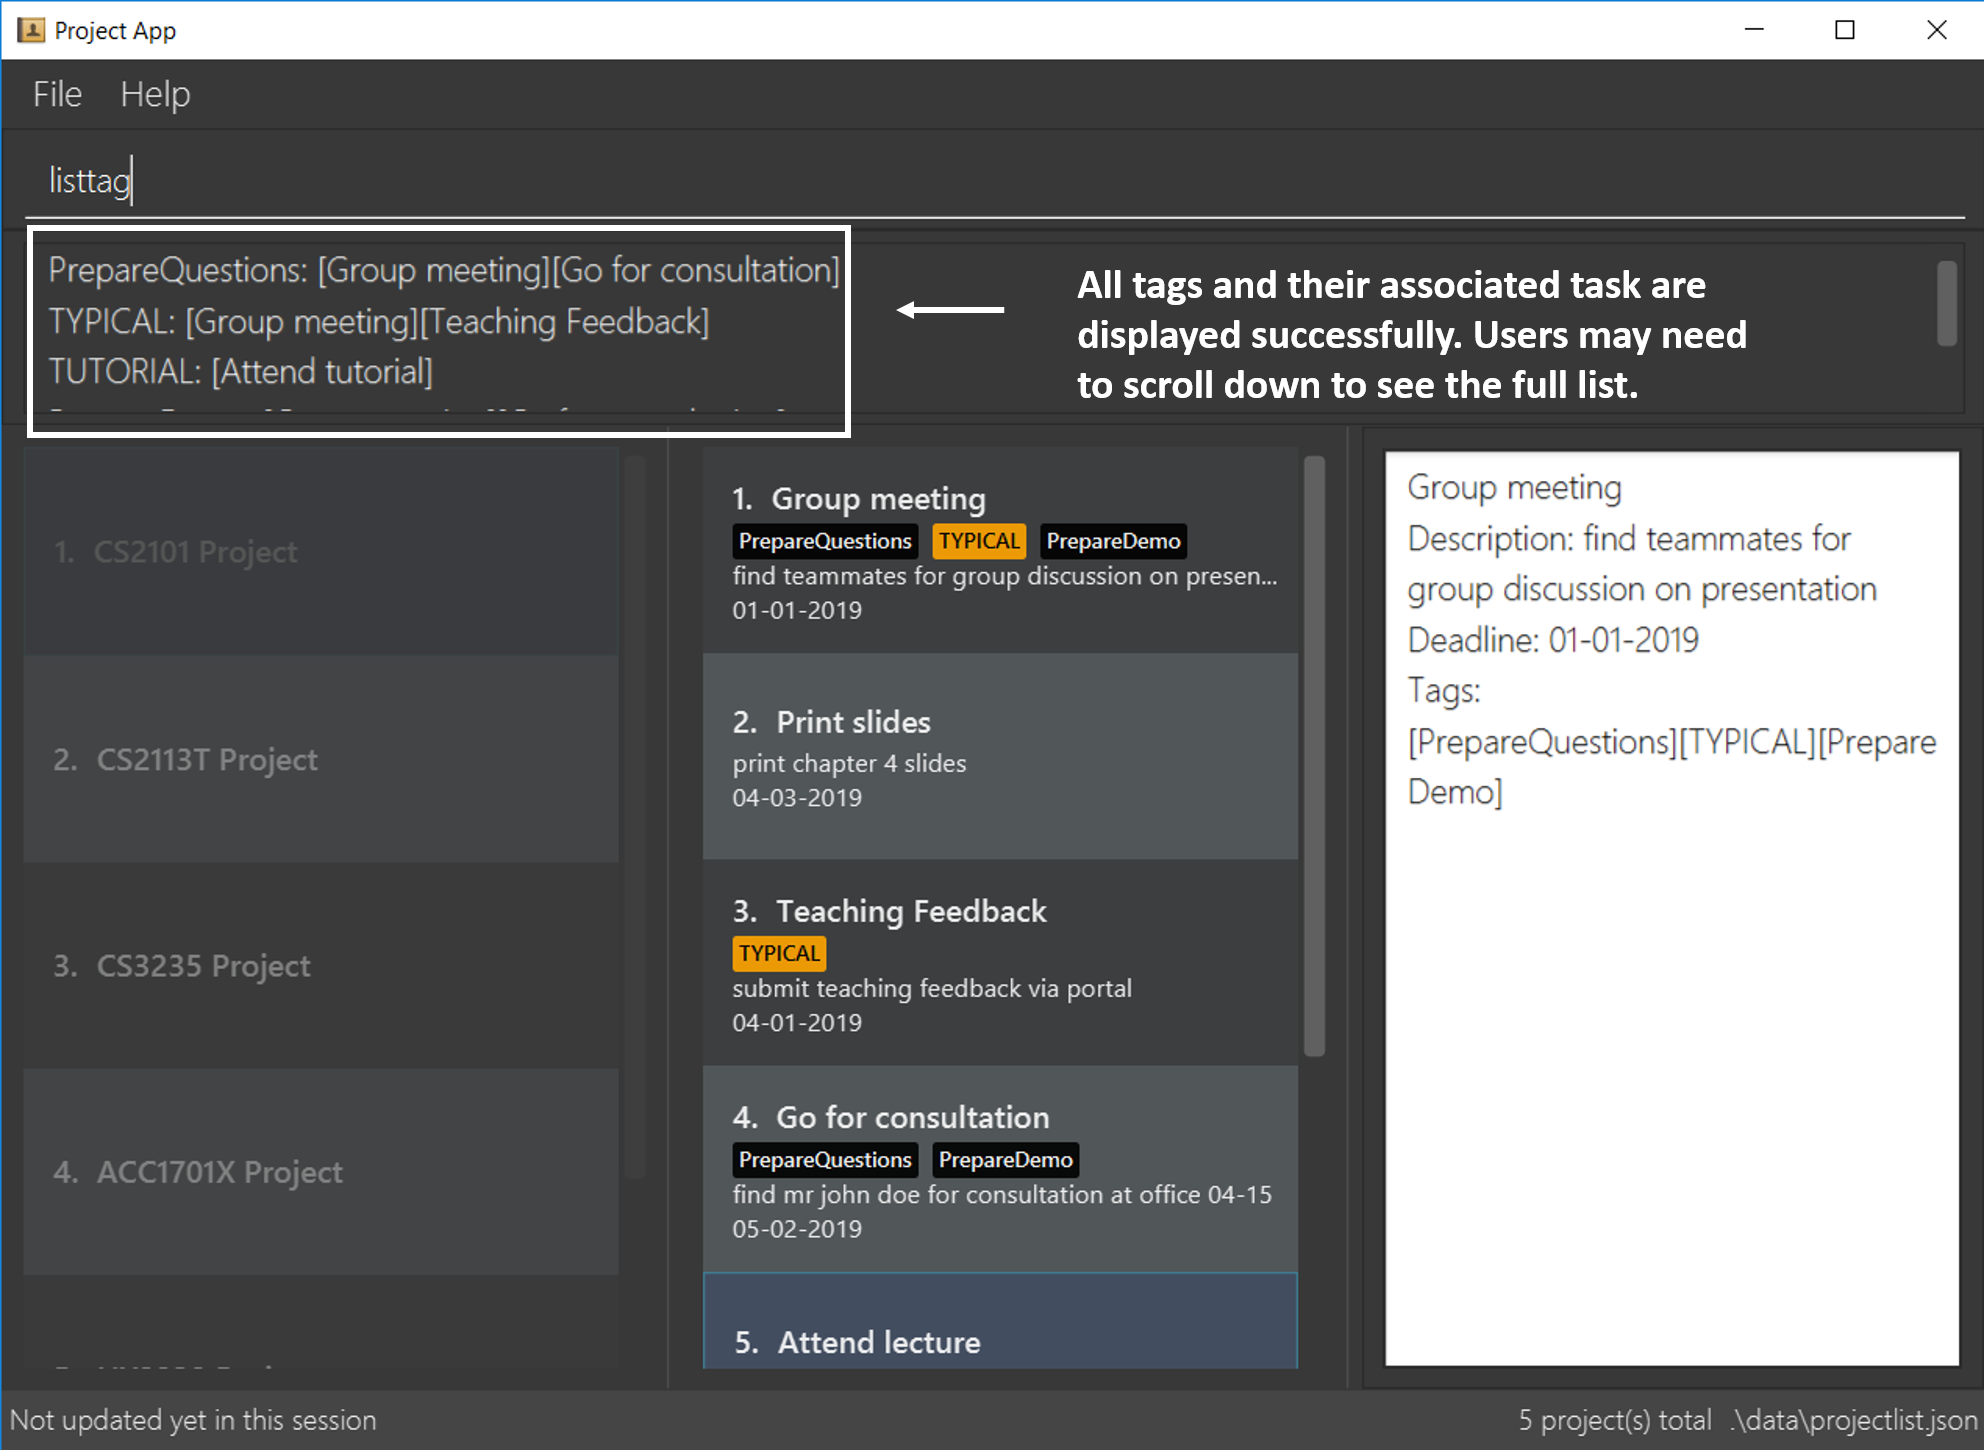 Project App
File Help
listtag
PrepareQuestions: [Group meeting][Go for consultation]
TYPICAL: [Group meeting][Teaching Feedback]
TUTORIAL: [Attend tutorial]
All tags and their associated task are
displayed successfully. Users may need
to scroll down to see the full list.
1. CS2101 Project
2. CS2113T Project
3. CS3235 Project
4. ACC1701X Project
1. Group meeting
PrepareQuestions TYPICAL PrepareDemo
find teammates for group discussion on presen...
01-01-2019
2. Print slides
print chapter 4 slides
04-03-2019
3. Teaching Feedback
TYPICAL
submit teaching feedback via portal
04-01-2019
4. Go for consultation
PrepareQuestions PrepareDemo
find mr john doe for consultation at office 04-15
05-02-2019
5. Attend lecture
Group meeting
Description: find teammates for
group discussion on presentation
Deadline: 01-01-2019
Tags:
[PrepareQuestions][TYPICAL][Prepare
Demo]
Not updated yet in this session
5 project(s) total .\data\projectlist.json